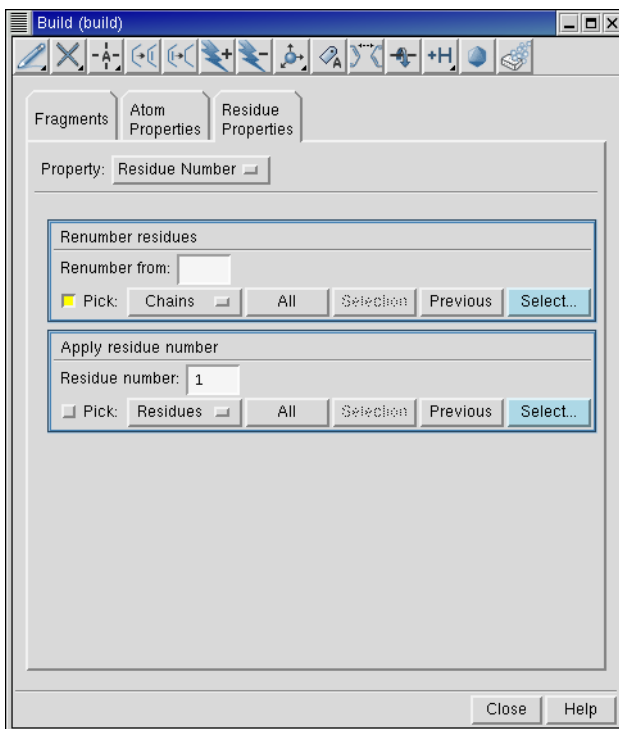 Build (build)
A +H A
Fragments
Atom Properties
Residue Properties
Property: Residue Number
Renumber residues
Renumber from:
Pick: Chains All Selection Previous Select...
Apply residue number
Residue number: 1
Pick: Residues All Selection Previous Select...
Close Help